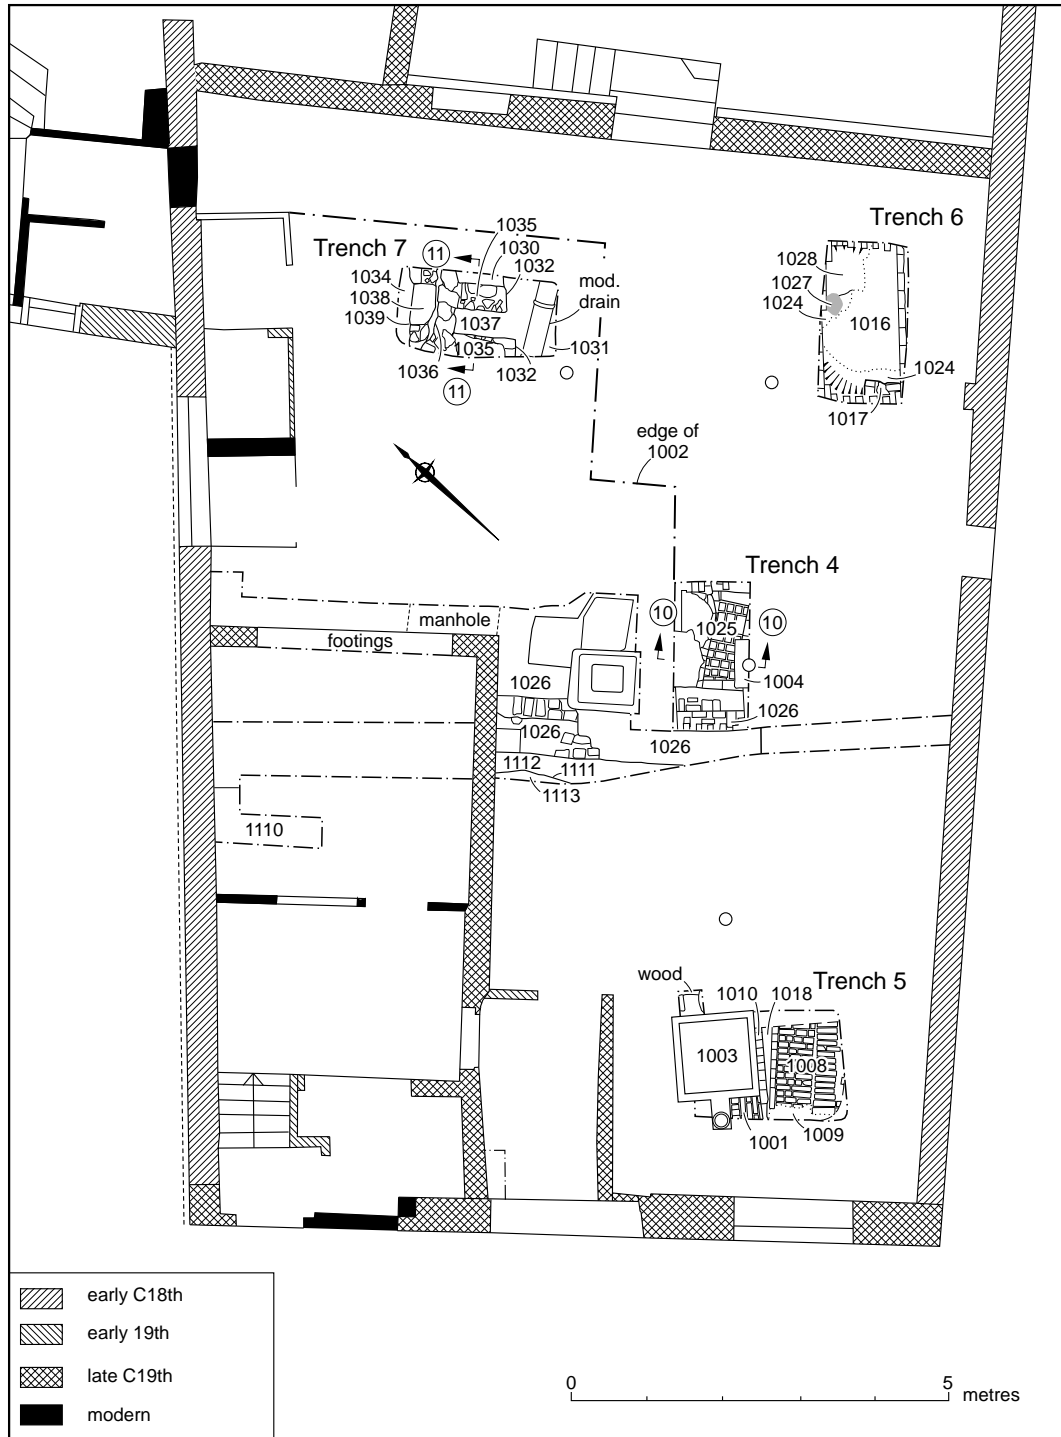 Trench 6
Trench 7
1035
1030
11
1032
1034
1038
1039
mod.
drain
1028
1027
1024
1016
1037
1035
1036
1032
1031
1024
1017
11
edge of
1002
Trench 4
manhole
footings
10
1025
10
1004
1026
1026
1026
1026
1112
1111
1113
1110
wood
Trench 5
1010
1018
1003
1008
1001
1009
early C18th
early 19th
late C19th
modern
0
5
metres